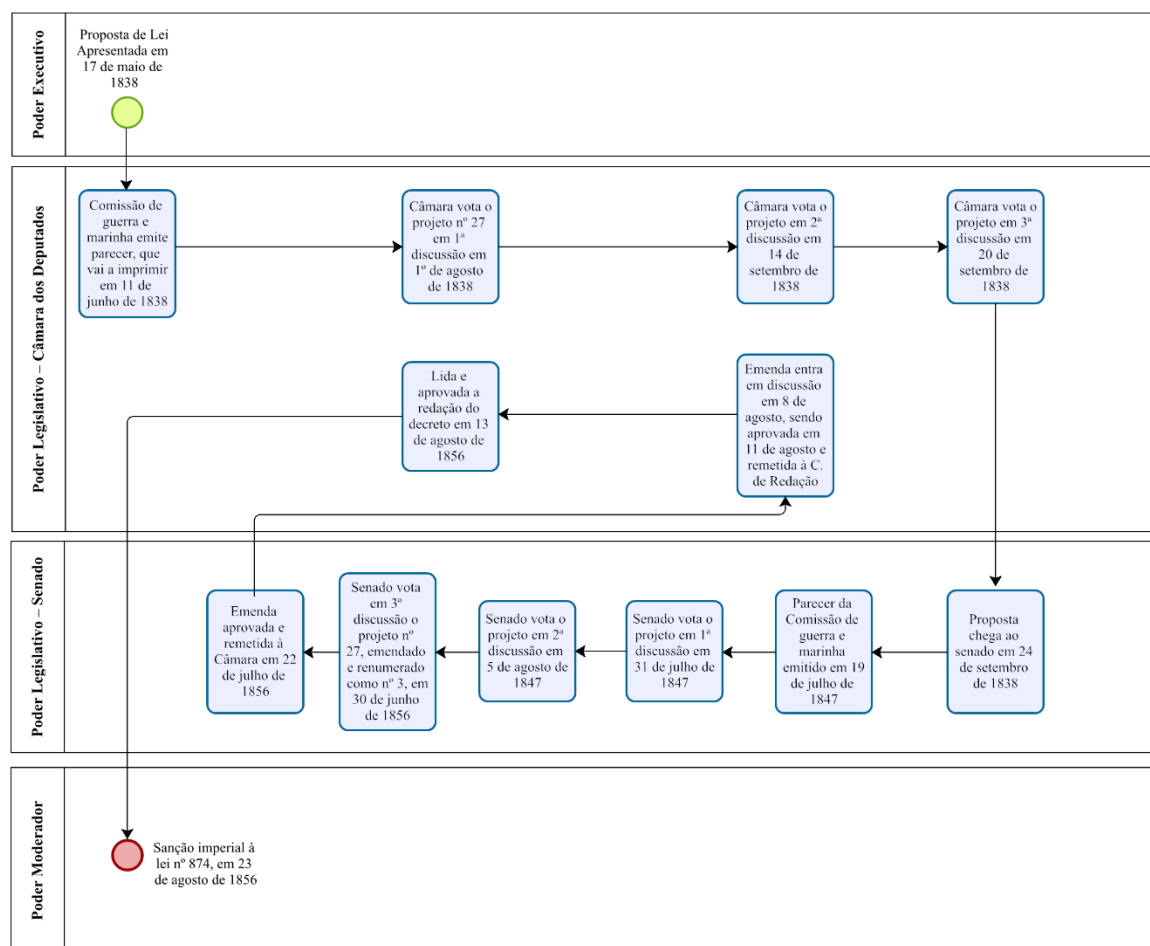 Poder Executivo
Proposta de Lei
Apresentada em
17 de maio de
1838
Poder Legislativo – Câmara dos Deputados
Comissão de
guerra e
marinha emite
parecer, que
vai a imprimir
em 11 de
junho de 1838
Câmara vota o
projeto nº 27
em 1ª
discussão em
1º de agosto
de 1838
Câmara vota o
projeto em 2ª
discussão em
14 de
setembro de
1838
Câmara vota o
projeto em 3ª
discussão em
20 de
setembro de
1838
Lida e
aprovada a
redação do
decreto em 13
de agosto de
1856
Emenda entra
em discussão
em 8 de
agosto, sendo
aprovada em
11 de agosto e
remetida à C.
de Redação
Poder Legislativo – Senado
Emenda
aprovada e
remetida à
Câmara em 22
de julho de
1856
Senado vota
em 3ª
discussão o
projeto nº
27, emendado
e renumerado
como nº 3, em
30 de junho
de 1856
Senado vota o
projeto em 2ª
discussão em
5 de agosto de
1847
Senado vota o
projeto em 1ª
discussão em
31 de julho de
1847
Parecer da
Comissão de
guerra e
marinha
emitido em 19
de julho de
1847
Proposta
chega ao
senado em 24
de setembro
de 1838
Poder Moderador
Sanção imperial à
lei nº 874, em 23
de agosto de 1856